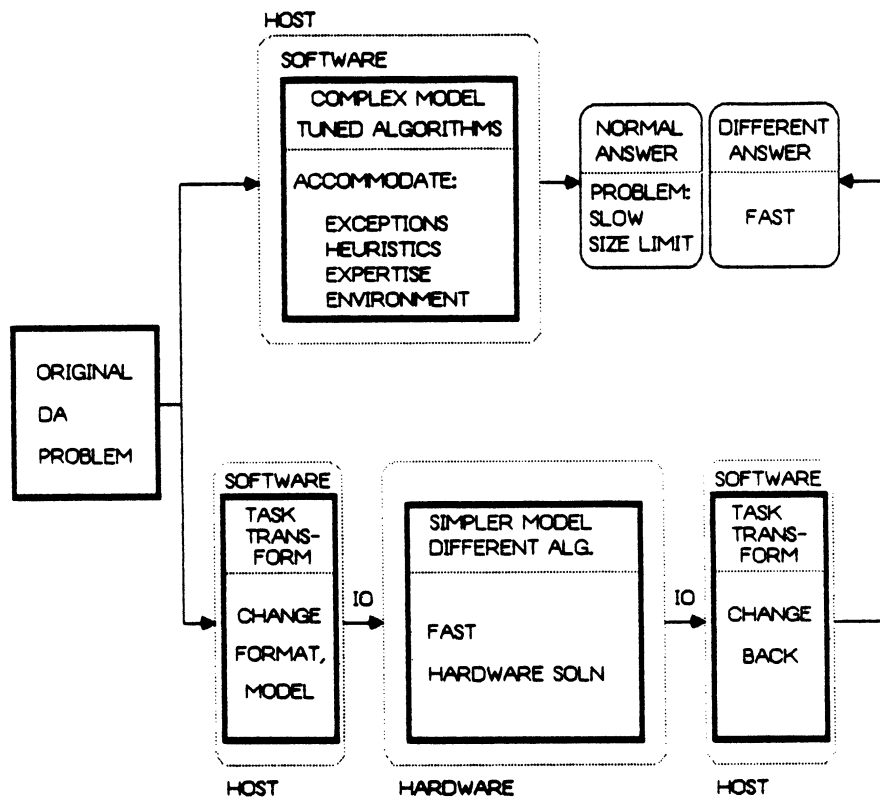 HOST
SOFTWARE
COMPLEX MODEL
TUNED ALGORITHMS
ACCOMMODATE:
EXCEPTIONS
HEURISTICS
EXPERTISE
ENVIRONMENT
NORMAL
ANSWER
PROBLEM:
SLOW
SIZE LIMIT
DIFFERENT
ANSWER
FAST
ORIGINAL
DA
PROBLEM
SOFTWARE
TASK
TRANS-
FORM
CHANGE
FORMAT,
MODEL
HOST
IO
SIMPLER MODEL
DIFFERENT ALG.
FAST
HARDWARE SOLN
HARDWARE
IO
SOFTWARE
TASK
TRANS-
FORM
CHANGE
BACK
HOST